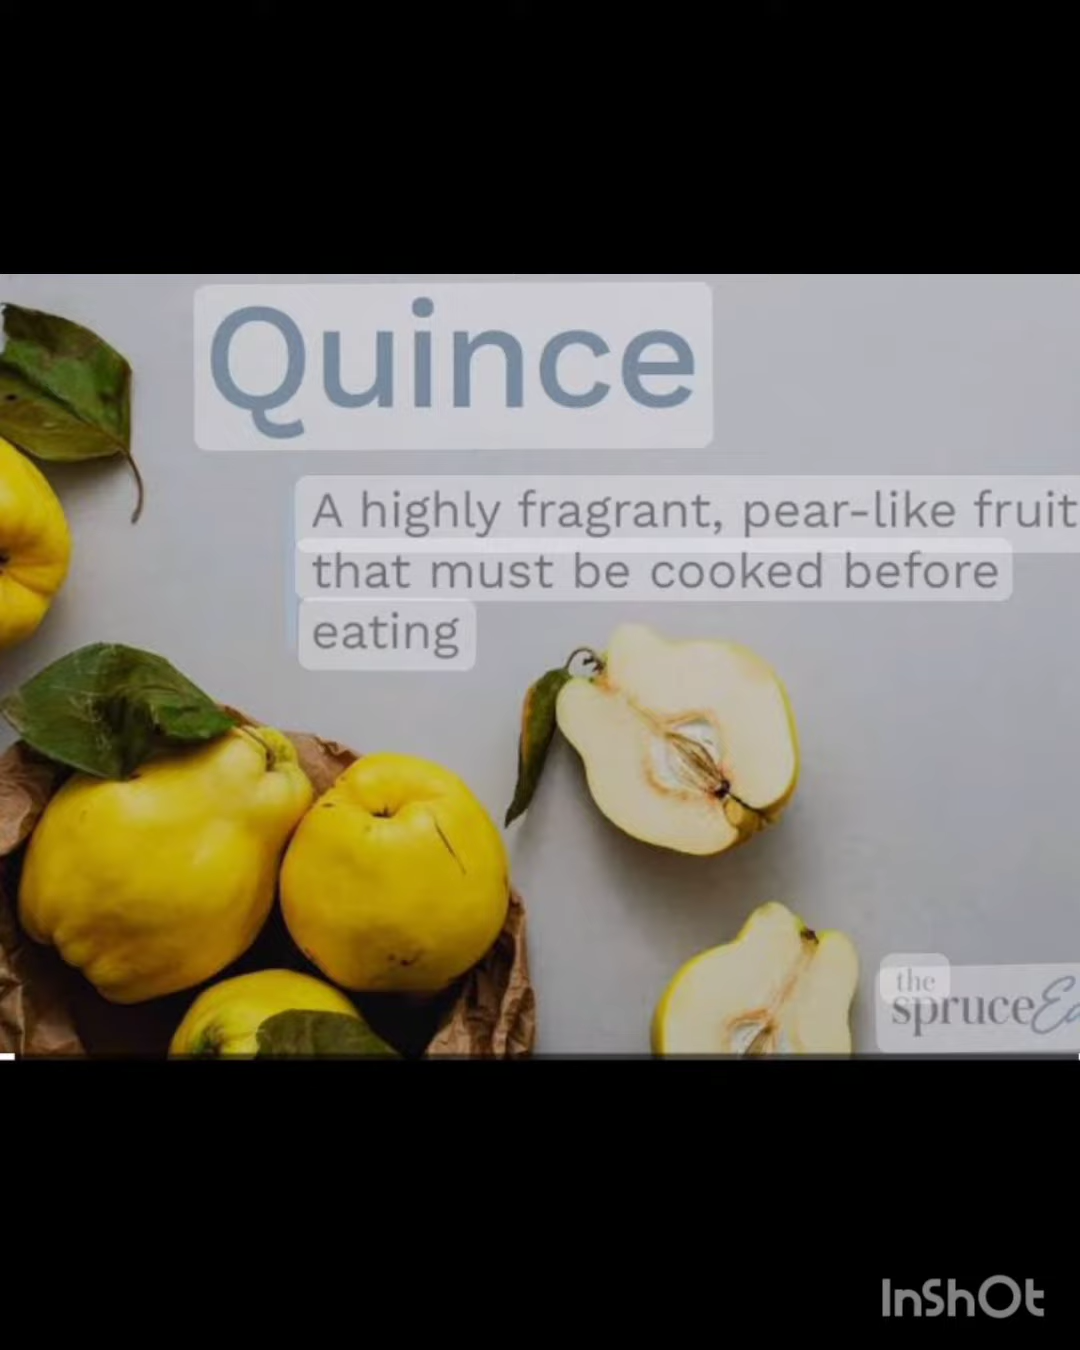 Quince
A highly fragrant, pear-like fruit
that must be cooked before
eating
the
spruce
InShOt